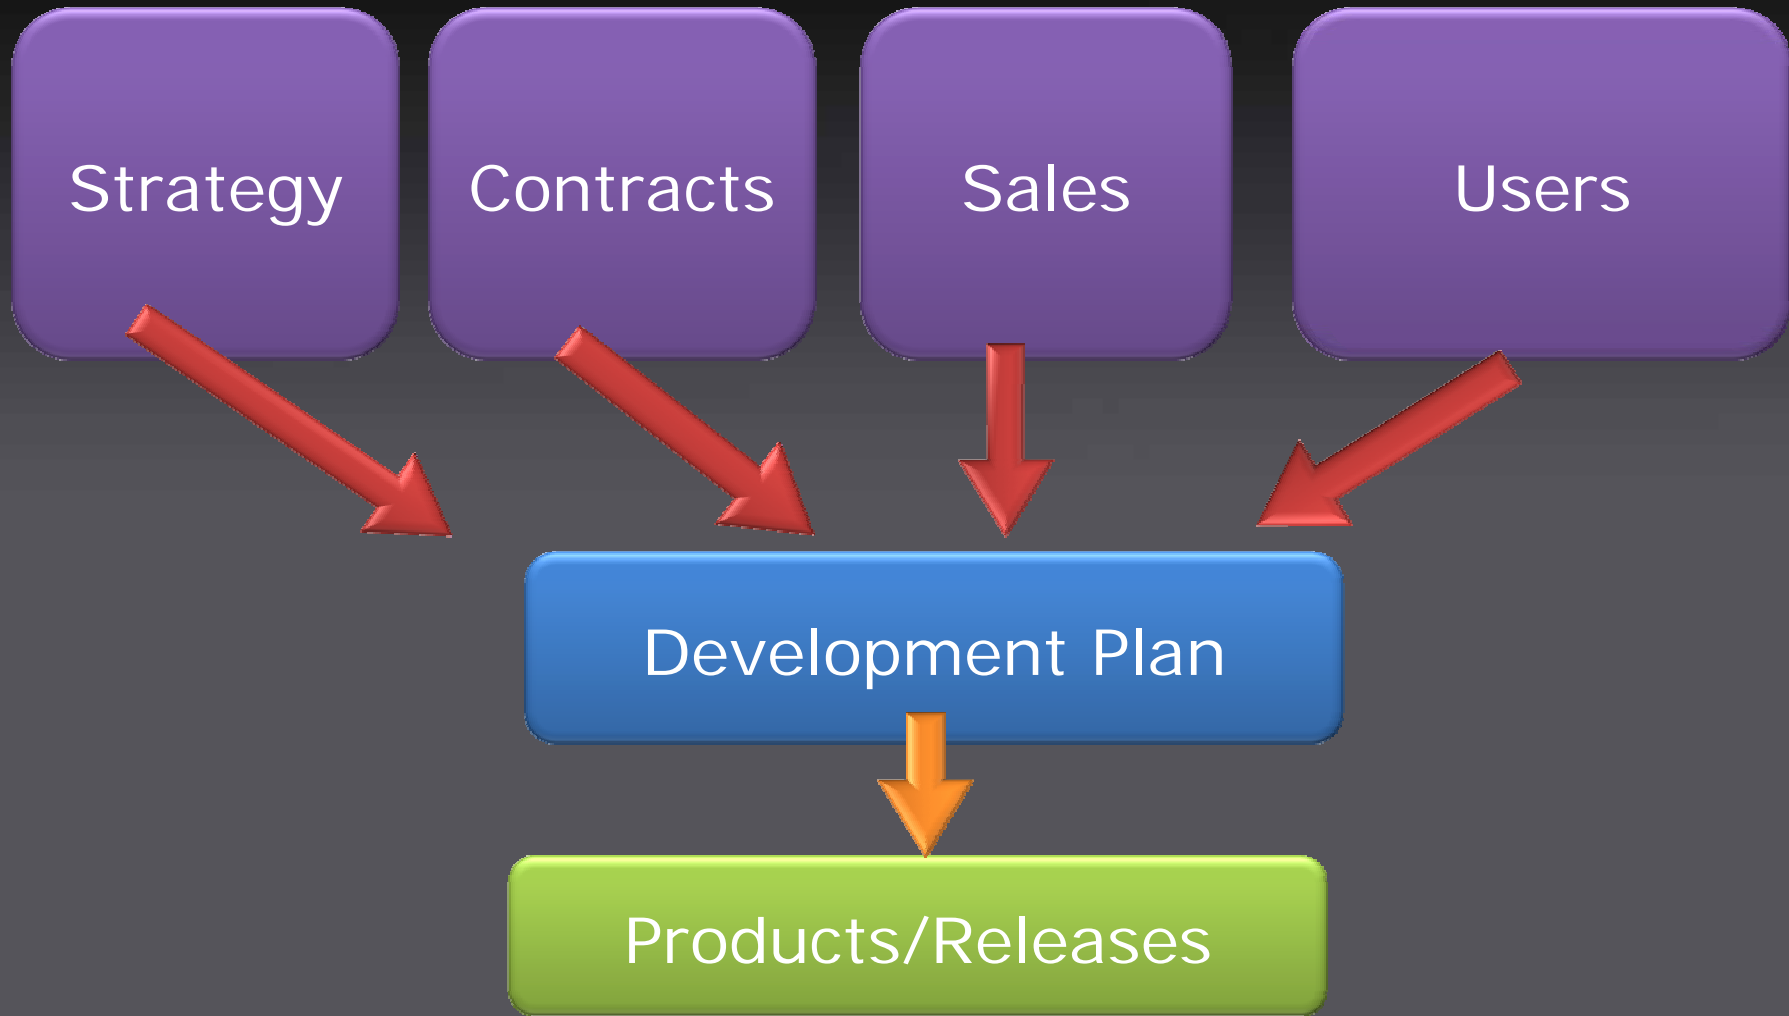 Strategy
Contracts
Sales
Users
Development Plan
Products/Releases